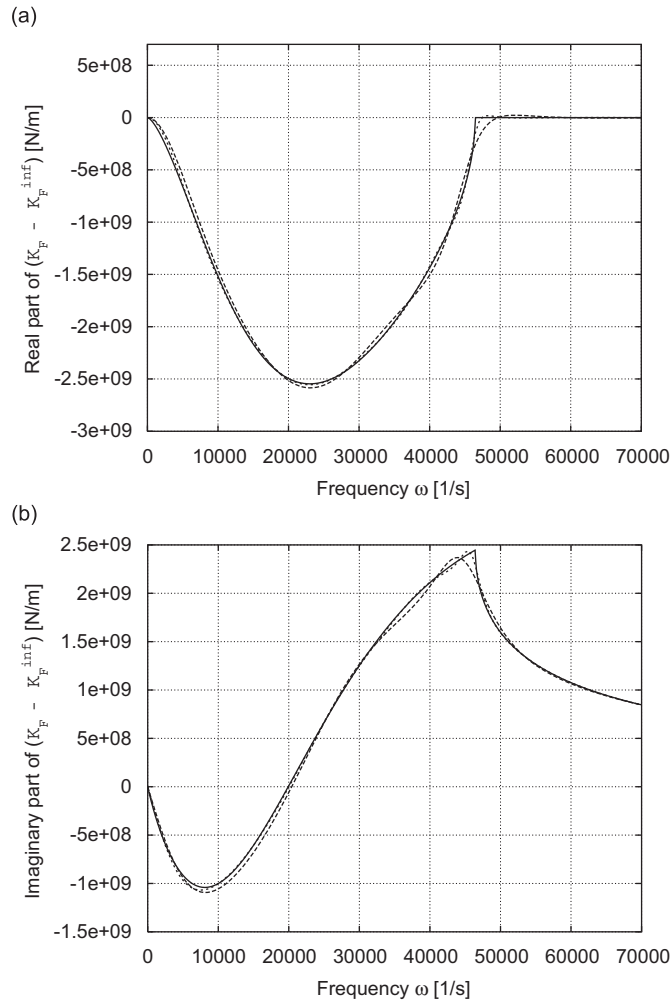 (a)
5e+08
0
-5e+08
-1e+09
-1.5e+09
-2e+09
-2.5e+09
-3e+09
Real part of (K_F - K_F^inf) [N/m]
0 10000 20000 30000 40000 50000 60000 70000
Frequency ω [1/s]
(b)
2.5e+09
2e+09
1.5e+09
1e+09
5e+08
0
-5e+08
-1e+09
-1.5e+09
Imaginary part of (K_F - K_F^inf) [N/m]
0 10000 20000 30000 40000 50000 60000 70000
Frequency ω [1/s]